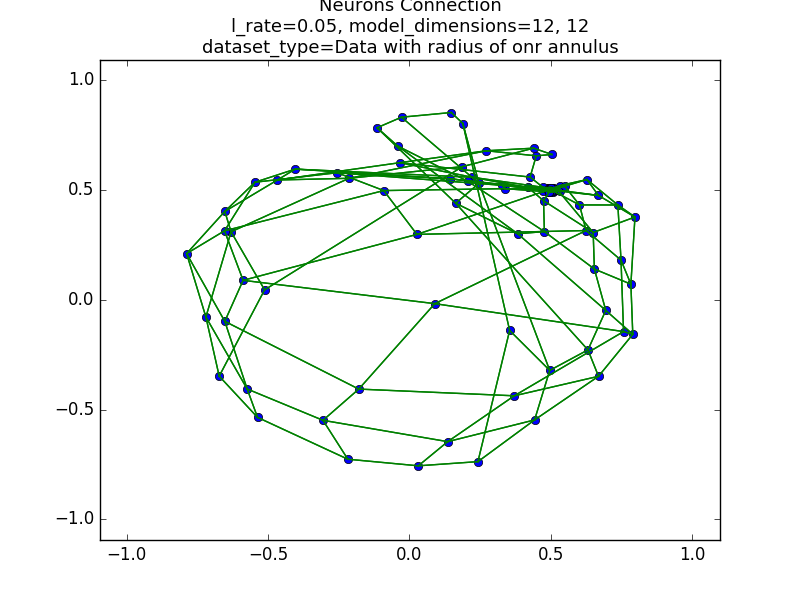 Neurons Connection
l_rate=0.05, model_dimensions=12, 12
dataset_type=Data with radius of onr annulus
1.0
0.5
0.0
−0.5
−1.0
−1.0 −0.5 0.0 0.5 1.0